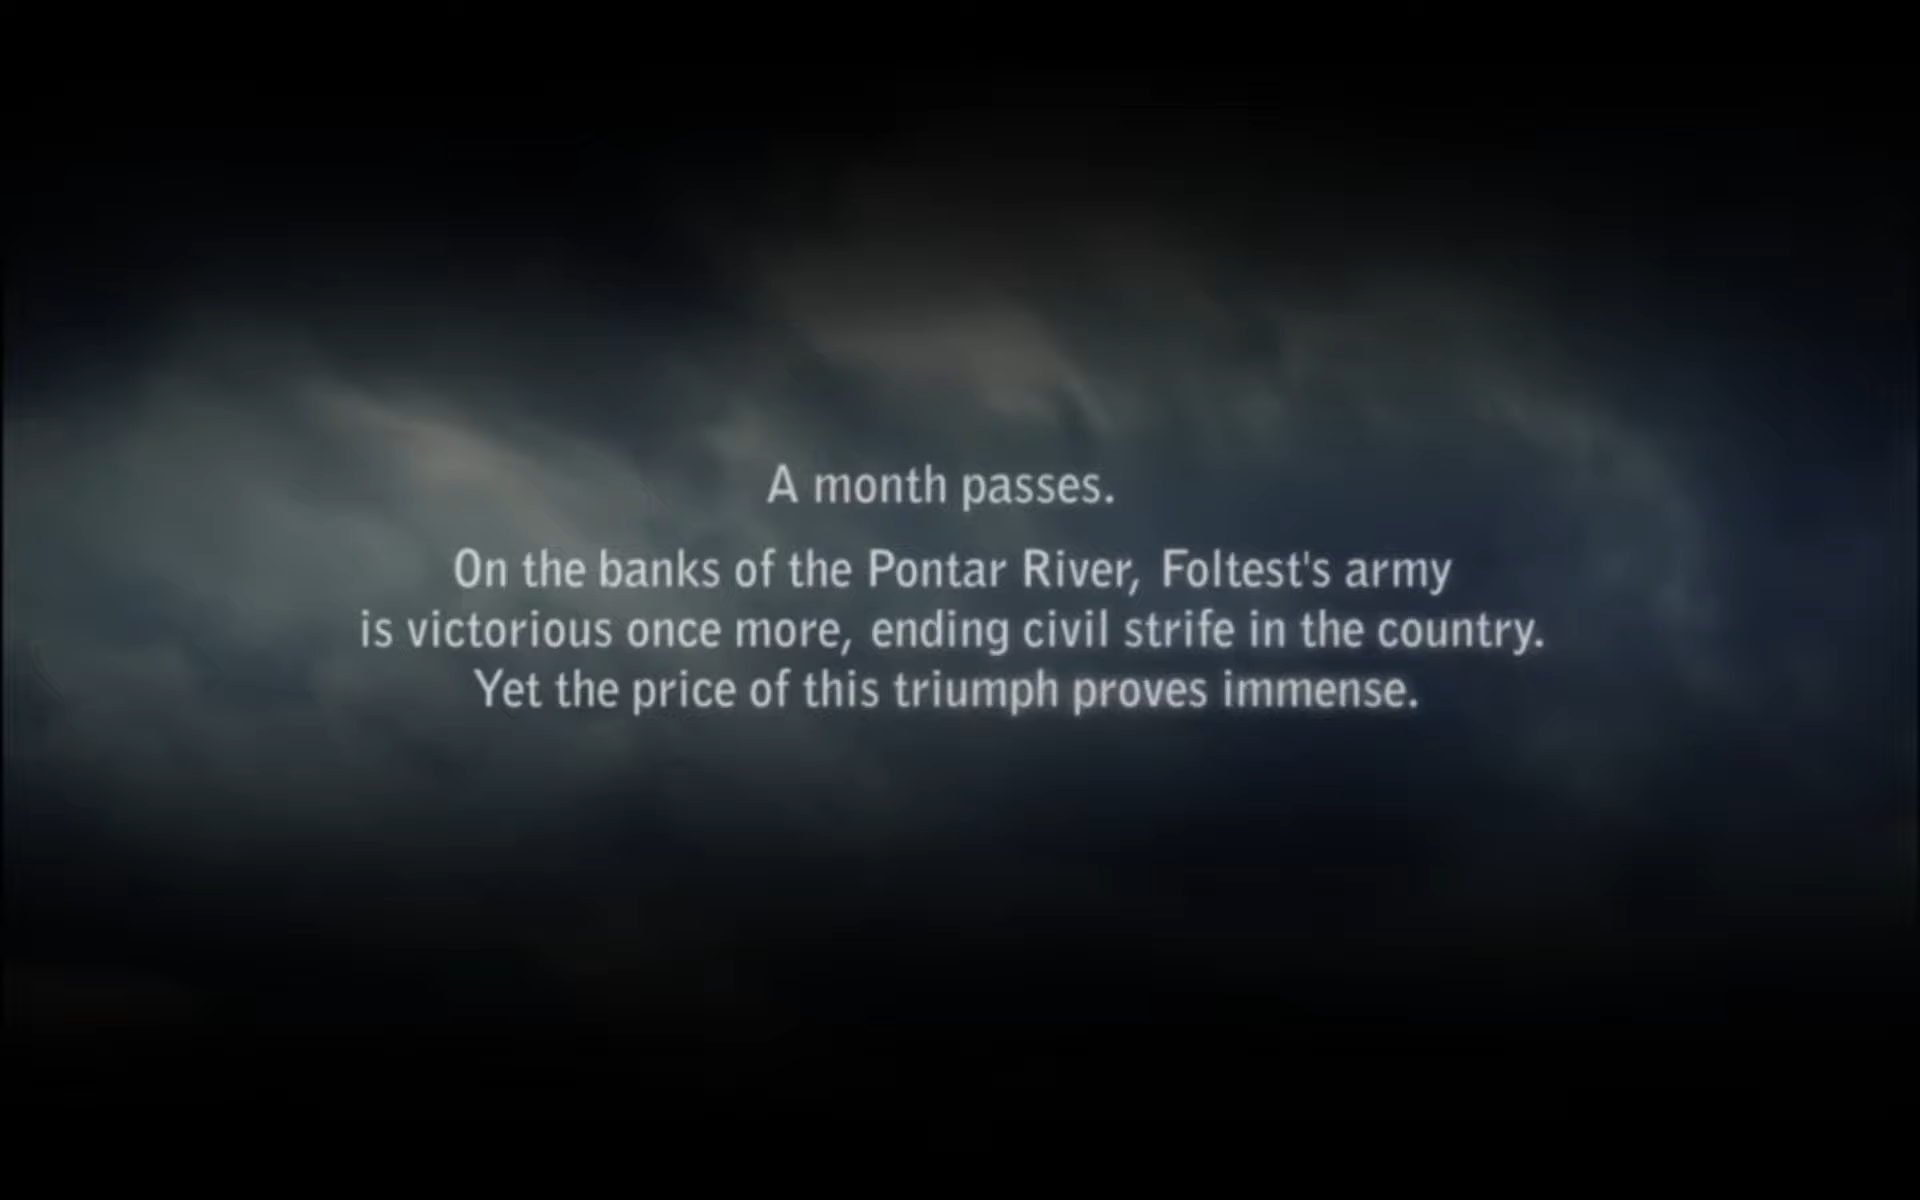 A month passes.
On the banks of the Pontar River, Foltest's army
is victorious once more, ending civil strife in the country.
Yet the price of this triumph proves immense.